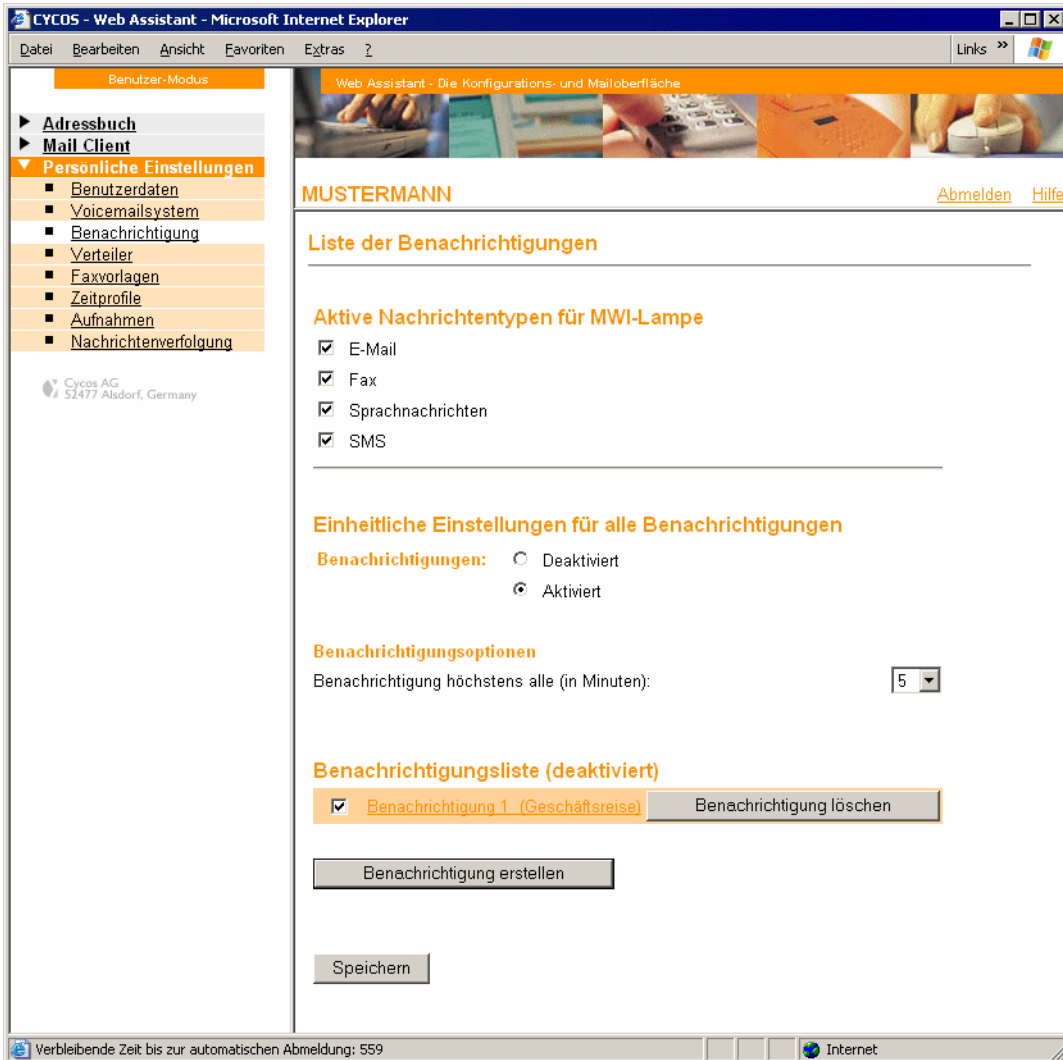 CYCOS - Web Assistant - Microsoft Internet Explorer
Datei Bearbeiten Ansicht Favoriten Extras ? Links »
Benutzer-Modus
Adressbuch
Mail Client
Persönliche Einstellungen
Benutzerdaten
Voicemailsystem
Benachrichtigung
Verteiler
Faxvorlagen
Zeitprofile
Aufnahmen
Nachrichtenverfolgung
Cycos AG
52477 Alsdorf, Germany
Web Assistant - Die Konfigurations- und Mailoberfläche
MUSTERMANN Abmelden Hilfe
Liste der Benachrichtigungen
Aktive Nachrichtentypen für MWI-Lampe
E-Mail
Fax
Sprachnachrichten
SMS
Einheitliche Einstellungen für alle Benachrichtigungen
Benachrichtigungen: Deaktiviert
Aktiviert
Benachrichtigungsoptionen
Benachrichtigung höchstens alle (in Minuten): 5
Benachrichtigungsliste (deaktiviert)
Benachrichtigung 1 (Geschäftsreise) Benachrichtigung löschen
Benachrichtigung erstellen
Speichern
Verbleibende Zeit bis zur automatischen Abmeldung: 559 Internet